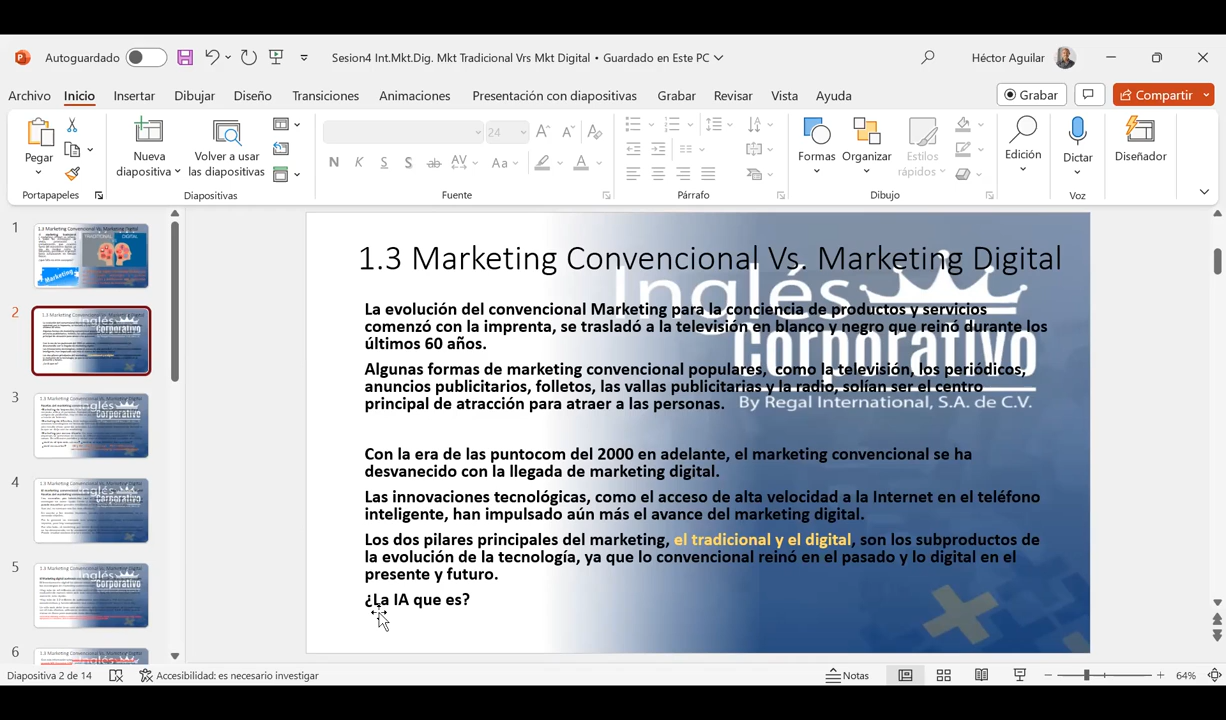 Autoguardado
Sesion4 Int.Mkt.Dig. Mkt Tradicional Vrs Mkt Digital • Guardado en Este PC
Héctor Aguilar
Archivo Inicio Insertar Dibujar Diseño Transiciones Animaciones Presentación con diapositivas Grabar Revisar Vista Ayuda
Grabar
Compartir
Pegar
Nueva diapositiva
Volver a usar las diapositivas
24
N K S S ab AV Aa A
Formas
Organizar
Estilos rápidos
Edición
Dictar
Diseñador
Portapapeles
Diapositivas
Fuente
Párrafo
Dibujo
Voz
1
2
3
4
5
6
1.3 Marketing Convencional Vs. Marketing Digital
La evolución del convencional Marketing para la conciencia de productos y servicios
comenzó con la imprenta, se trasladó a la televisión en blanco y negro que reinó durante los
últimos 60 años.
Algunas formas de marketing convencional populares, como la televisión, los periódicos,
anuncios publicitarios, folletos, las vallas publicitarias y la radio, solían ser el centro
principal de atracción para atraer a las personas.
Con la era de las puntocom del 2000 en adelante, el marketing convencional se ha
desvanecido con la llegada de marketing digital.
Las innovaciones tecnológicas, como el acceso de alta velocidad a la Internet en el teléfono
inteligente, han impulsado aún más el avance del marketing digital.
Los dos pilares principales del marketing, el tradicional y el digital, son los subproductos de
la evolución de la tecnología, ya que lo convencional reinó en el pasado y lo digital en el
presente y futuro.
¿La IA que es?
Inglés
Corporativo
By Regal International, S.A. de C.V.
Diapositiva 2 de 14
Accesibilidad: es necesario investigar
Notas
64%